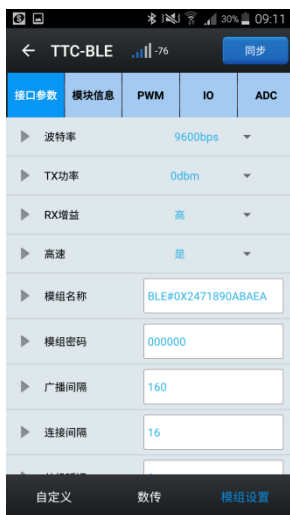 30% 09:11
TTC-BLE -76 同步
接口参数 模块信息 PWM IO ADC
波特率 9600bps
TX功率 0dbm
RX增益 高
高速 是
模组名称 BLE#0X2471890ABAEA
模组密码 000000
广播间隔 160
连接间隔 16
自定义 数传 模组设置